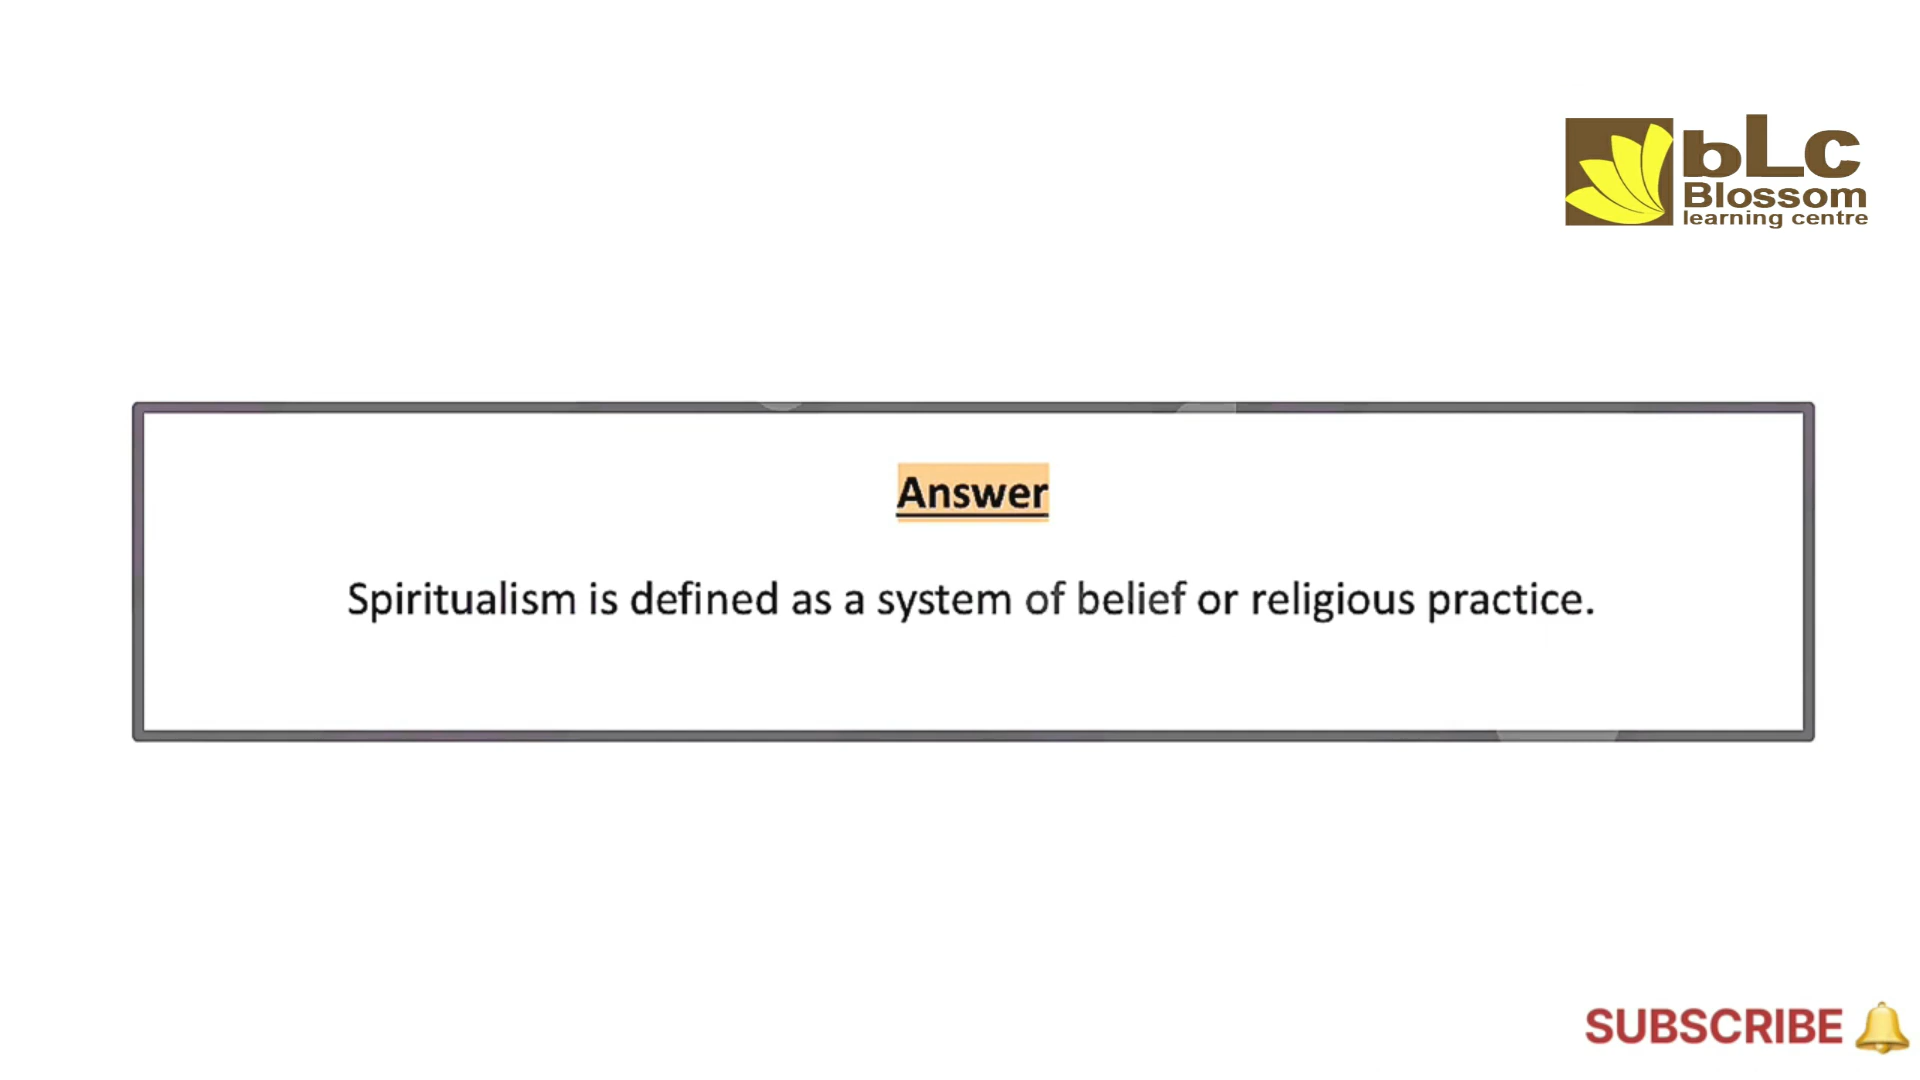 bLc
Blossom
learning centre
Answer
Spiritualism is defined as a system of belief or religious practice.
SUBSCRIBE